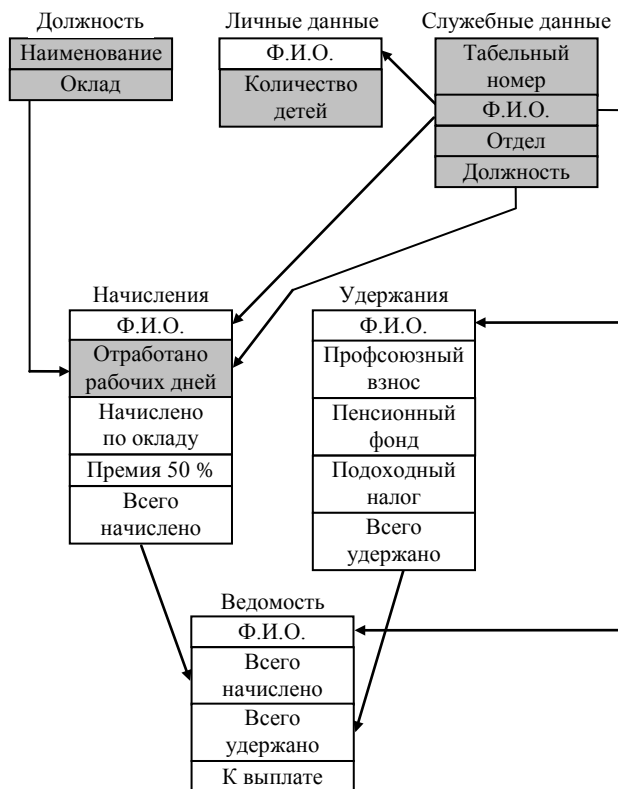 Должность
Наименование
Оклад
Личные данные
Ф.И.О.
Количество
детей
Служебные данные
Табельный
номер
Ф.И.О.
Отдел
Должность
Начисления
Ф.И.О.
Отработано
рабочих дней
Начислено
по окладу
Премия 50 %
Всего
начислено
Удержания
Ф.И.О.
Профсоюзный
взнос
Пенсионный
фонд
Подоходный
налог
Всего
удержано
Ведомость
Ф.И.О.
Всего
начислено
Всего
удержано
К выплате